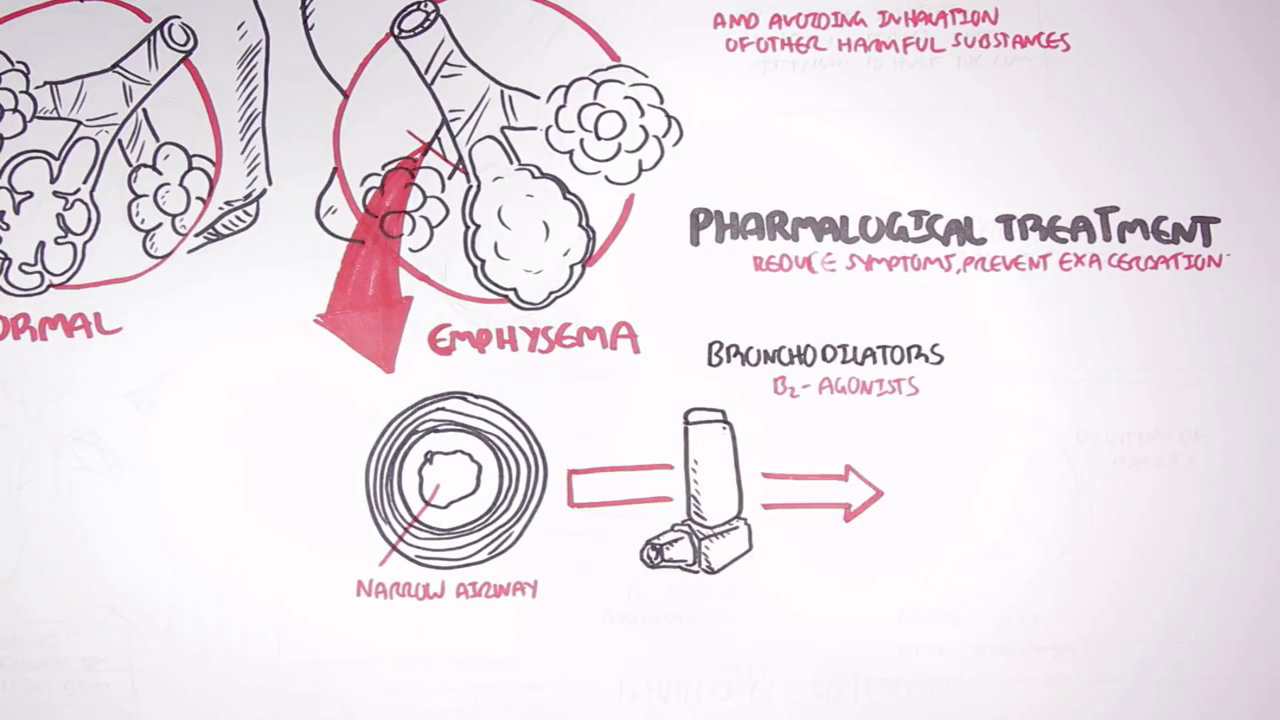 AND AVOIDING INHALATION
OF OTHER HARMFUL SUBSTANCES
PHARMALOGICAL TREATMENT
REDUCE SYMPTOMS, PREVENT EXACERBATION
ORMAL
EMPHYSEMA
BRONCHODILATORS
B2- AGONISTS
NARROW AIRWAY